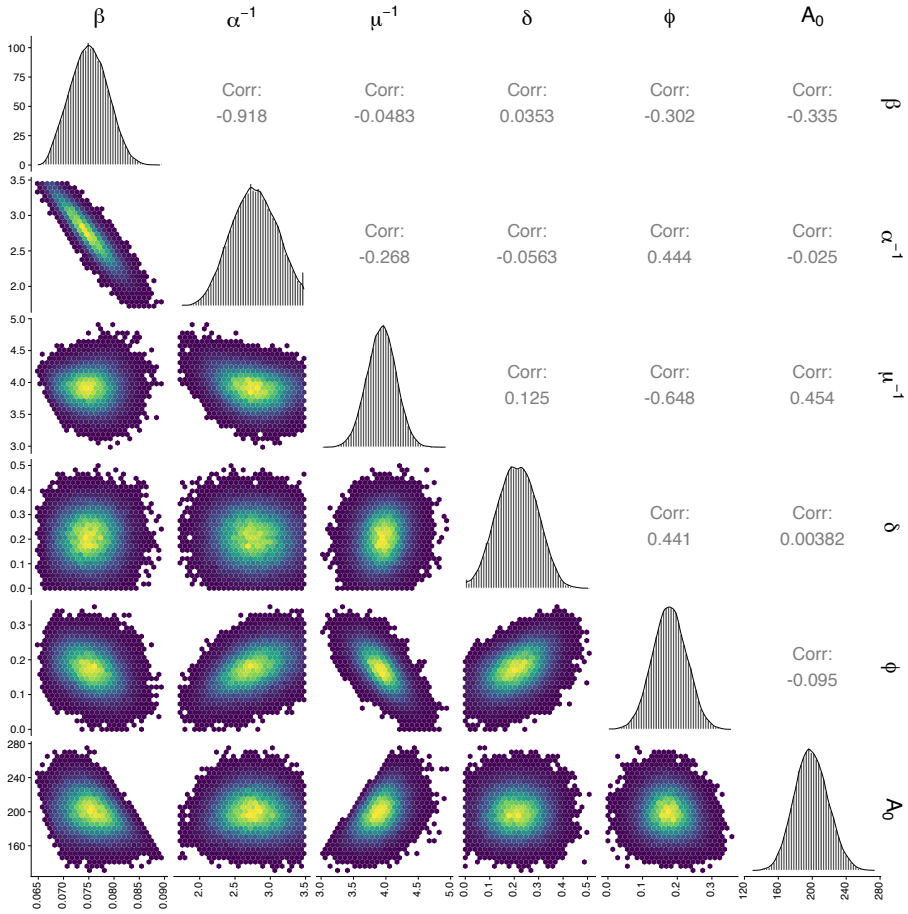 β α⁻¹ μ⁻¹ δ ϕ A₀
100
75
50
25
0
Corr:
-0.918
Corr:
-0.0483
Corr:
0.0353
Corr:
-0.302
Corr:
-0.335
β
3.5
3.0
2.5
2.0
Corr:
-0.268
Corr:
-0.0563
Corr:
0.444
Corr:
-0.025
α⁻¹
5.0
4.5
4.0
3.5
3.0
Corr:
0.125
Corr:
-0.648
Corr:
0.454
μ⁻¹
0.5
0.4
0.3
0.2
0.1
0.0
Corr:
0.441
Corr:
0.00382
δ
0.3
0.2
0.1
0.0
Corr:
-0.095
ϕ
280
240
200
160
A₀
0.065 0.070 0.075 0.080 0.085 0.090
2.0 2.5 3.0 3.5
3.0 3.5 4.0 4.5 5.0
0.0 0.1 0.2 0.3 0.4 0.5
0.0 0.1 0.2 0.3
120 160 200 240 280